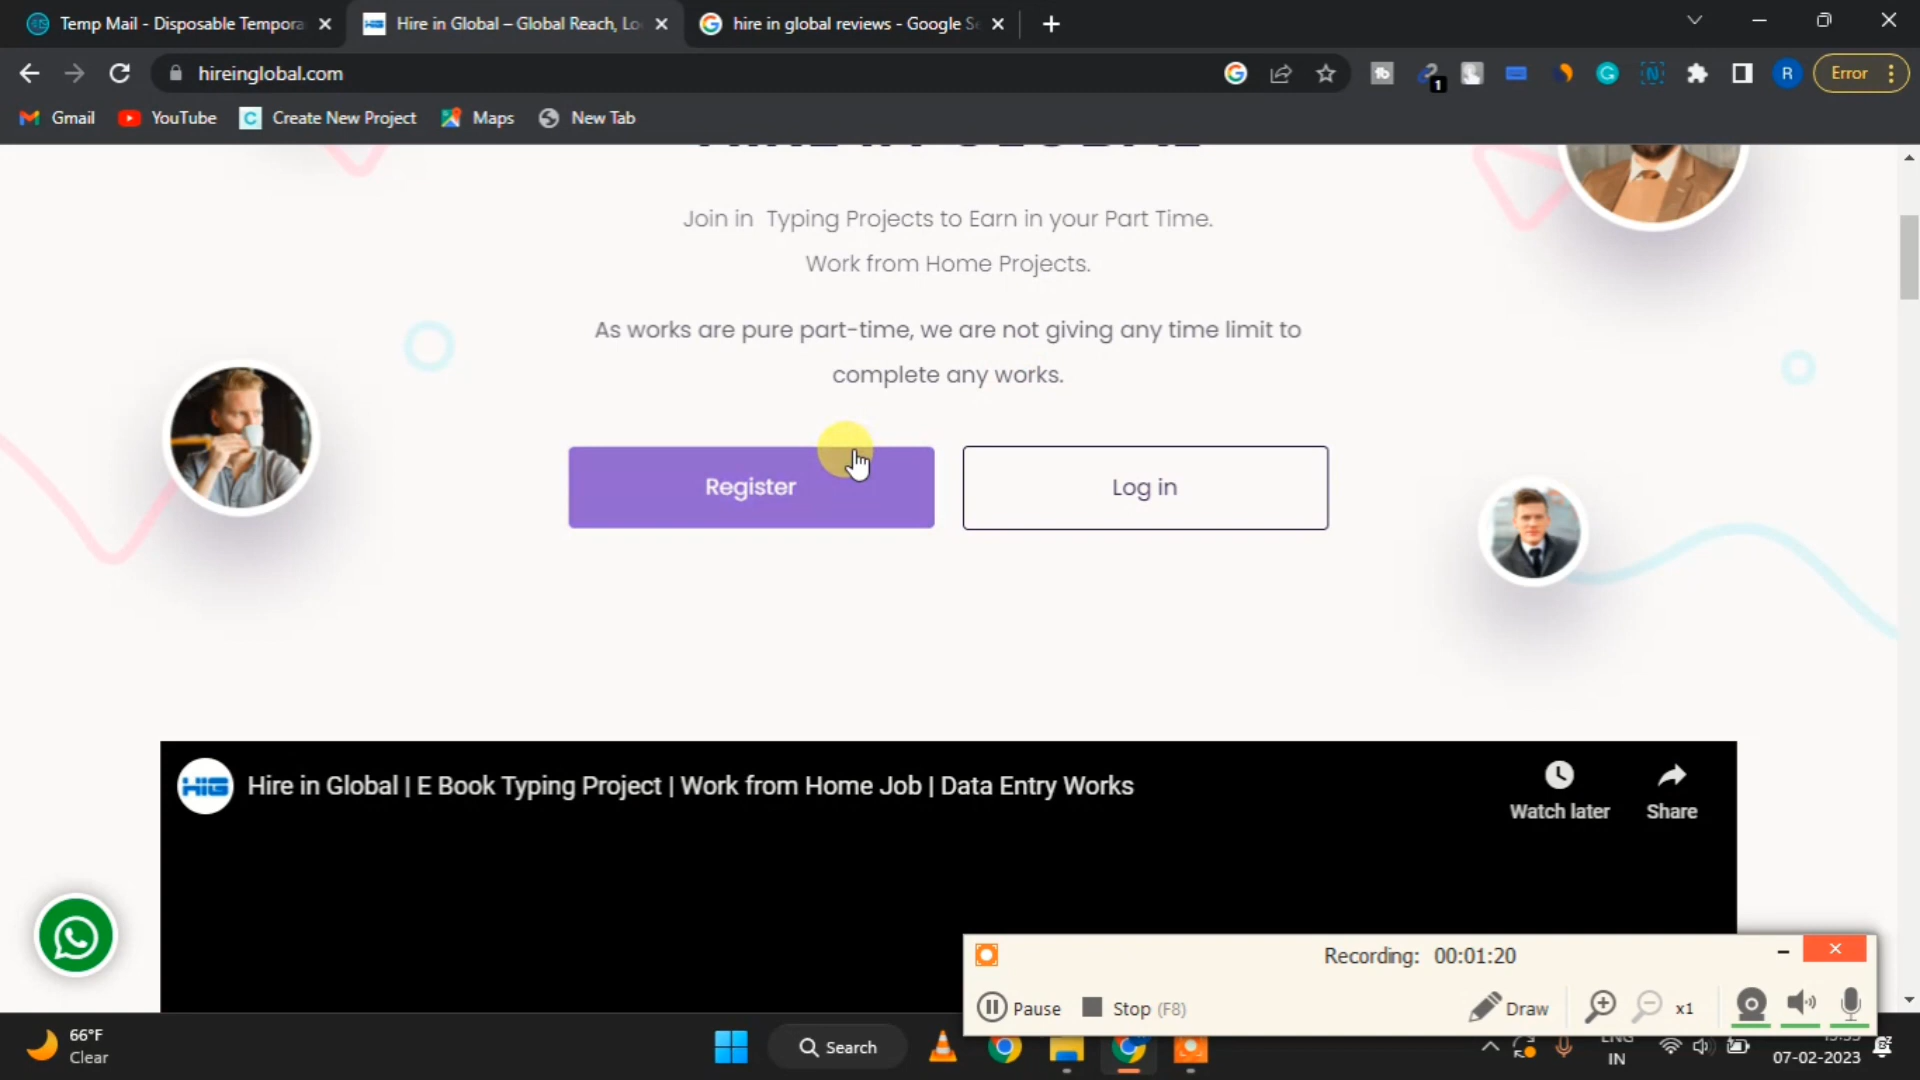 Temp Mail - Disposable Tempora
Hire in Global – Global Reach, Lo
hire in global reviews - Google S
hireinglobal.com
1
R
Error
Gmail
YouTube
Create New Project
Maps
New Tab
Join in Typing Projects to Earn in your Part Time.
Work from Home Projects.
As works are pure part-time, we are not giving any time limit to
complete any works.
Register
Log in
HiG
Hire in Global | E Book Typing Project | Work from Home Job | Data Entry Works
Watch later
Share
Recording: 00:01:20
Pause
Stop (F8)
Draw
x1
66°F
Clear
Search
IN
07-02-2023